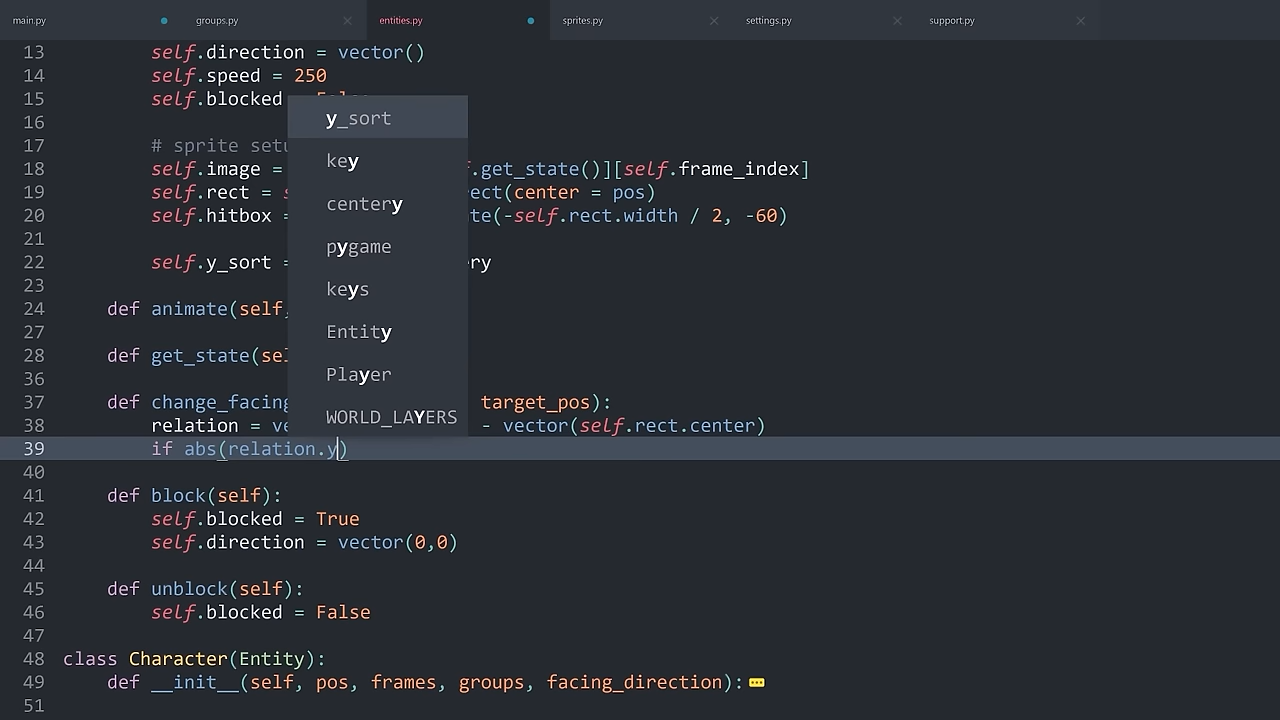 main.py groups.py entities.py sprites.py settings.py support.py
13 self.direction = vector()
14 self.speed = 250
15 self.blocked
16
17 # sprite setu
18 self.image = .get_state()][self.frame_index]
19 self.rect = ect(center = pos)
20 self.hitbox = te(-self.rect.width / 2, -60)
21
22 self.y_sort = ry
23
24 def animate(self,
27
28 def get_state(sel
36
37 def change_facing target_pos):
38 relation = ve - vector(self.rect.center)
39 if abs(relation.y)
40
41 def block(self):
42 self.blocked = True
43 self.direction = vector(0,0)
44
45 def unblock(self):
46 self.blocked = False
47
48 class Character(Entity):
49 def __init__(self, pos, frames, groups, facing_direction):
51
y_sort
key
centery
pygame
keys
Entity
Player
WORLD_LAYERS